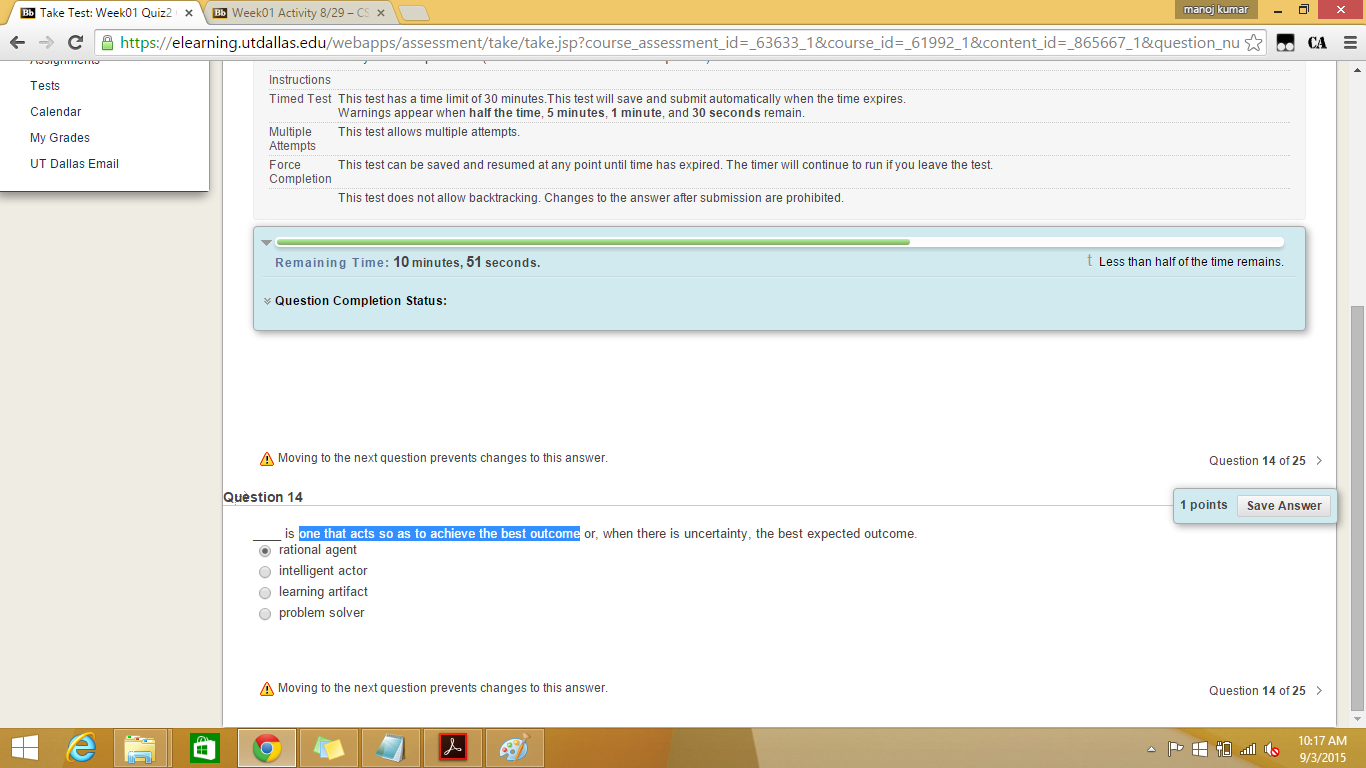 manoj kumar
Take Test: Week01 Quiz2
Week01 Activity 8/29 – CS
https://elearning.utdallas.edu/webapps/assessment/take/take.jsp?course_assessment_id=_63633_1&course_id=_61992_1&content_id=_865667_1&question_nu
Assignments
Tests
Calendar
My Grades
UT Dallas Email
Instructions
Timed Test This test has a time limit of 30 minutes.This test will save and submit automatically when the time expires.
Warnings appear when half the time, 5 minutes, 1 minute, and 30 seconds remain.
Multiple Attempts This test allows multiple attempts.
Force Completion This test can be saved and resumed at any point until time has expired. The timer will continue to run if you leave the test.
This test does not allow backtracking. Changes to the answer after submission are prohibited.
Remaining Time: 10 minutes, 51 seconds.
t Less than half of the time remains.
Question Completion Status:
Moving to the next question prevents changes to this answer.
Question 14 of 25
Question 14
1 points Save Answer
____ is one that acts so as to achieve the best outcome or, when there is uncertainty, the best expected outcome.
rational agent
intelligent actor
learning artifact
problem solver
Moving to the next question prevents changes to this answer.
Question 14 of 25
10:17 AM
9/3/2015